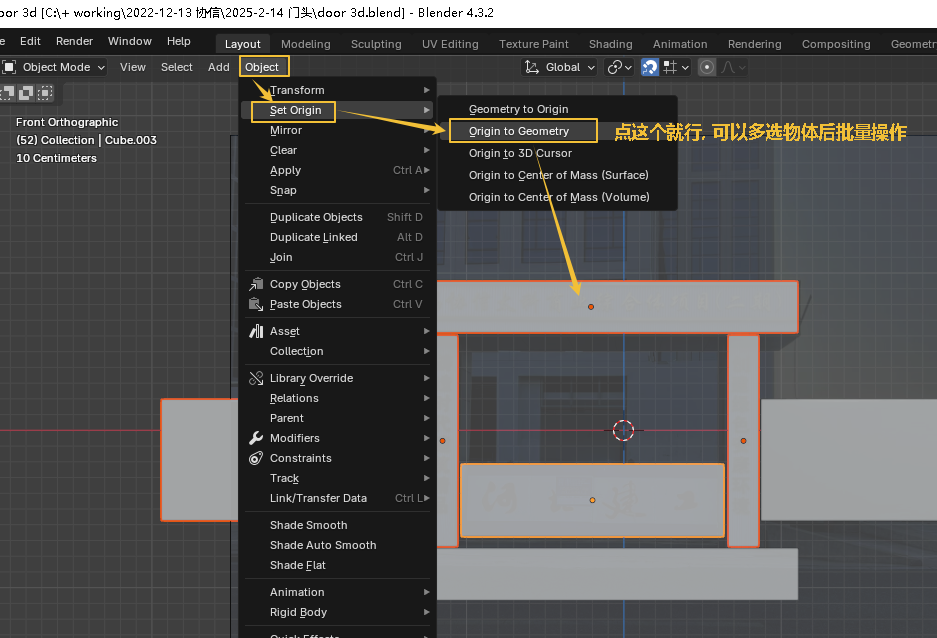 oor 3d [C:\+ working\2022-12-13 协信\2025-2-14 门头\door 3d.blend] - Blender 4.3.2
e Edit Render Window Help Layout Modeling Sculpting UV Editing Texture Paint Shading Animation Rendering Compositing Geometr
Object Mode View Select Add Object Global
Front Orthographic
(52) Collection | Cube.003
10 Centimeters
Transform
Set Origin
Mirror
Clear
Apply Ctrl A
Snap
Duplicate Objects Shift D
Duplicate Linked Alt D
Join Ctrl J
Copy Objects Ctrl C
Paste Objects Ctrl V
Asset
Collection
Library Override
Relations
Parent
Modifiers
Constraints
Track
Link/Transfer Data Ctrl L
Shade Smooth
Shade Auto Smooth
Shade Flat
Animation
Rigid Body
Quick Effects
Geometry to Origin
Origin to Geometry
Origin to 3D Cursor
Origin to Center of Mass (Surface)
Origin to Center of Mass (Volume)
点这个就行, 可以多选物体后批量操作